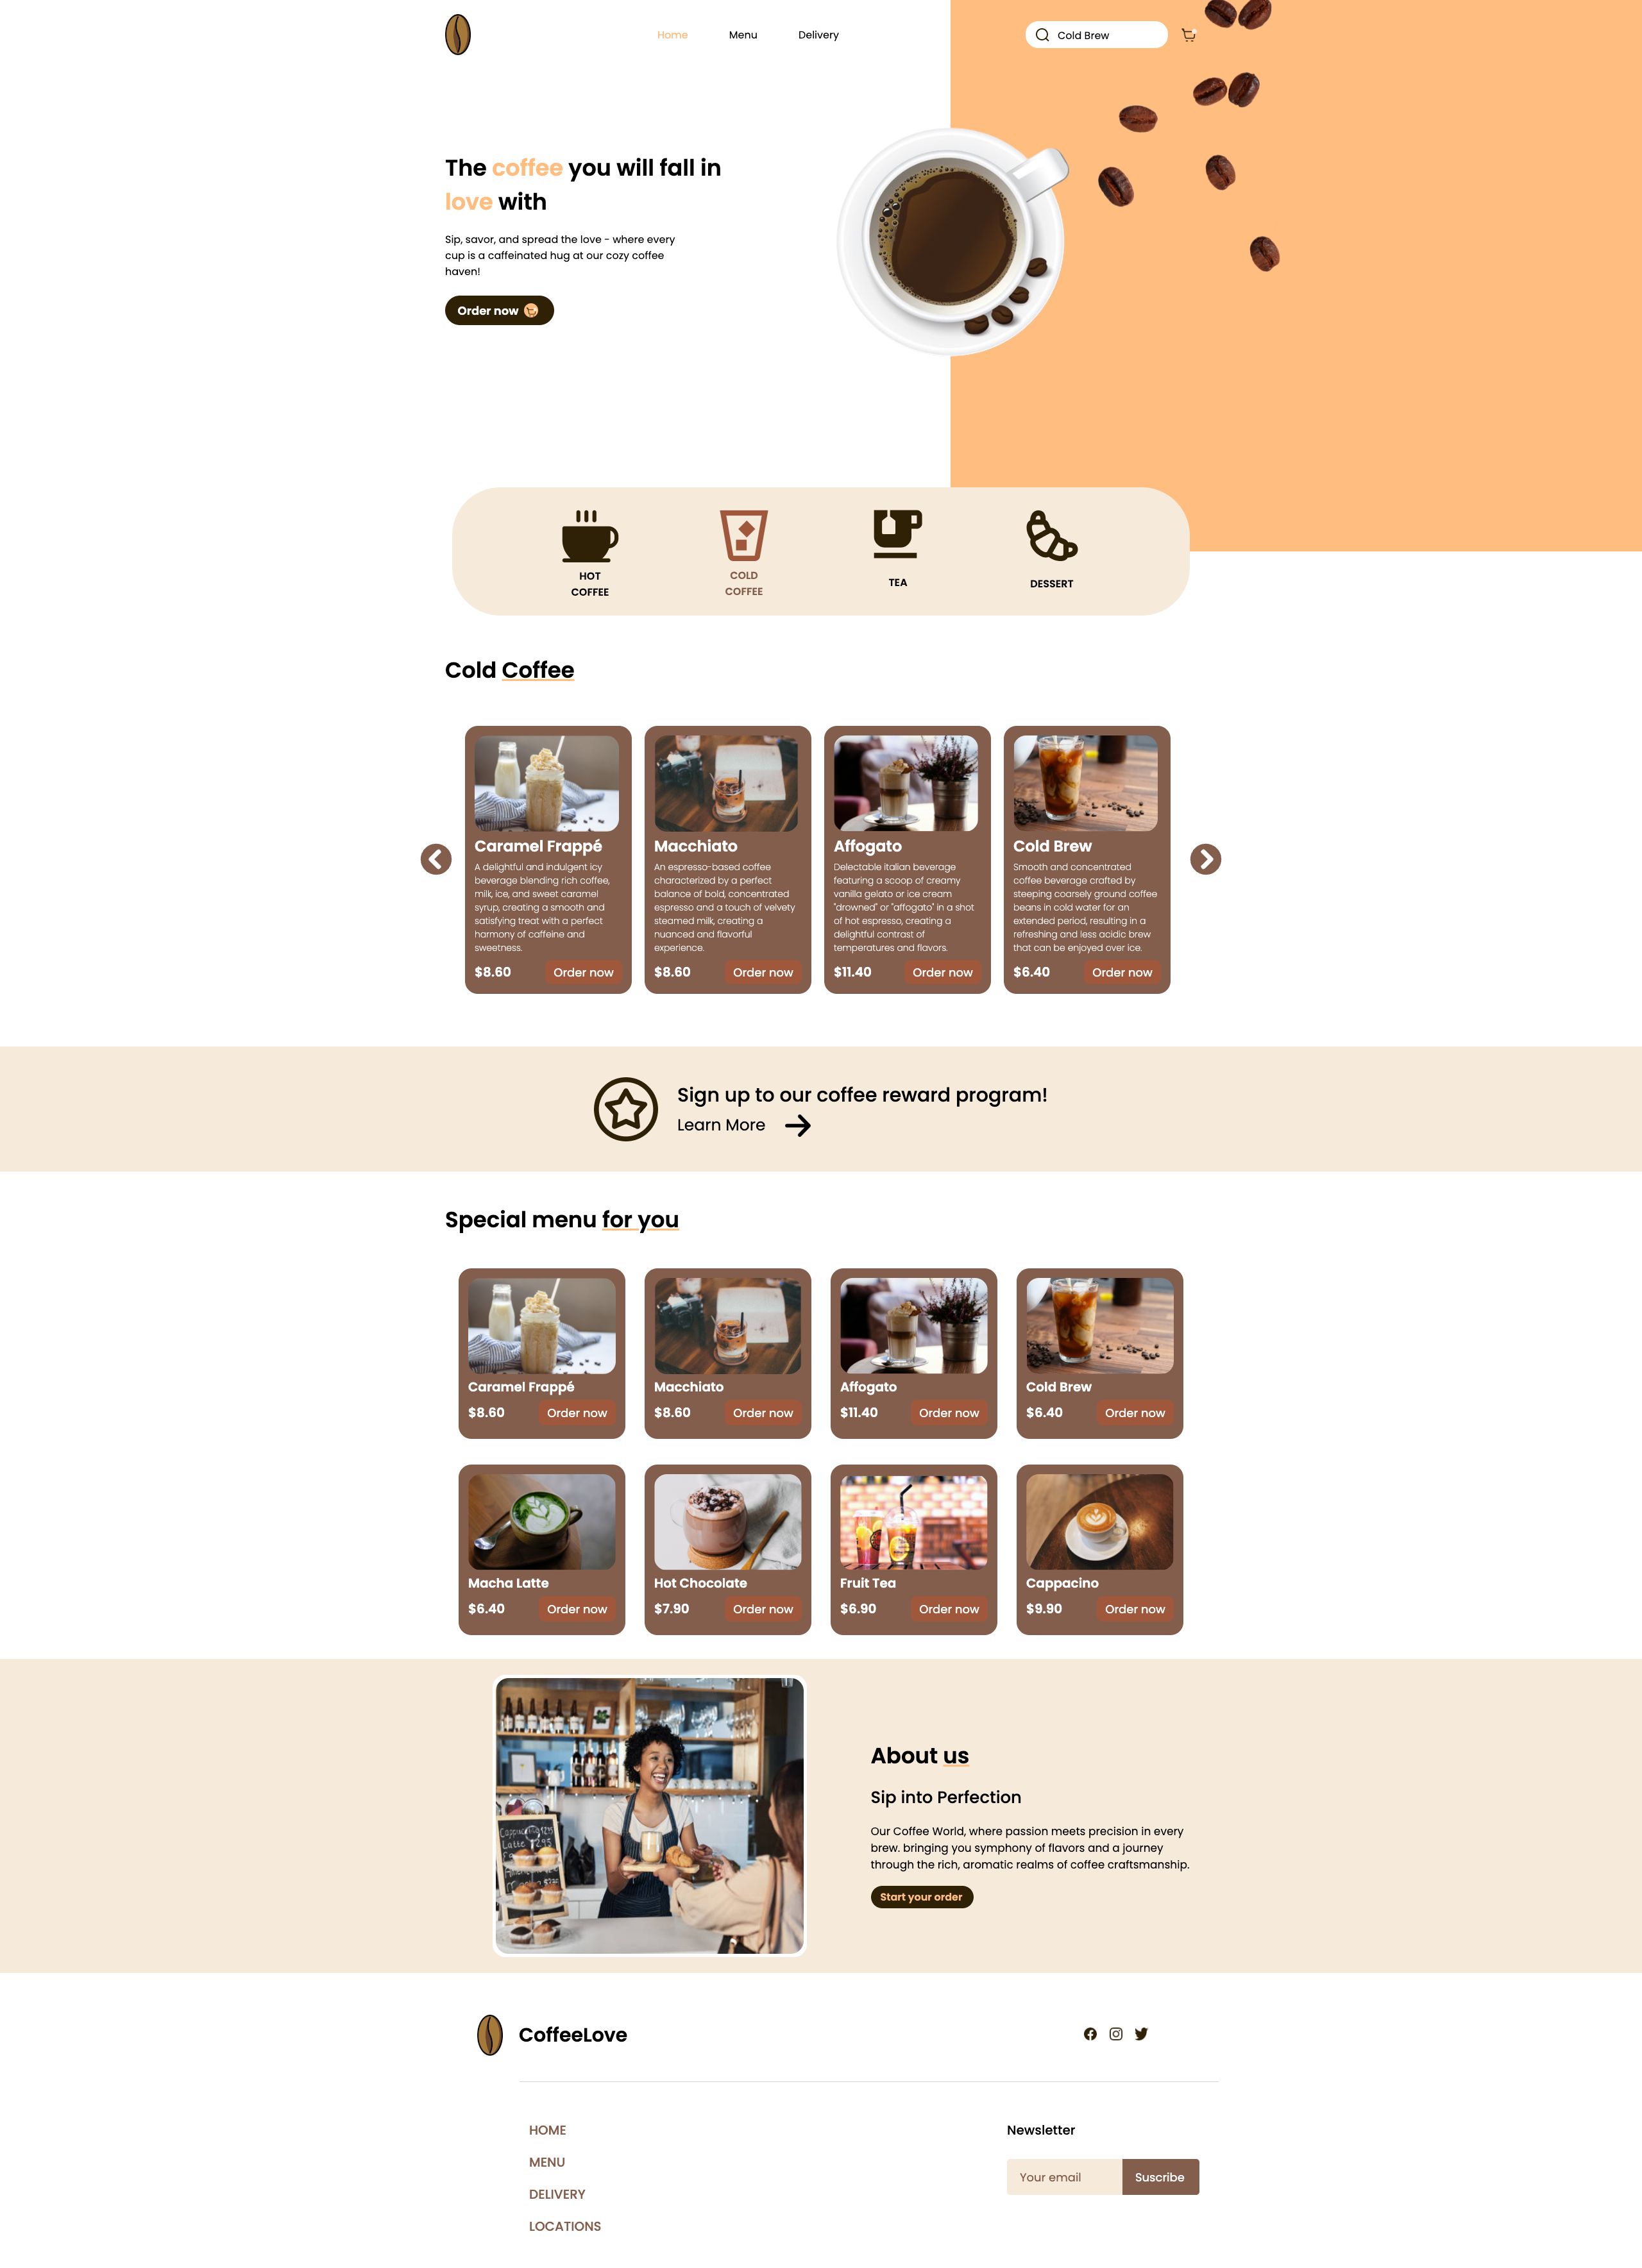 Home
Menu
Delivery
Cold Brew
The coffee you will fall in
love with
Sip, savor, and spread the love - where every
cup is a caffeinated hug at our cozy coffee
haven!
Order now
HOT
COFFEE
COLD
COFFEE
TEA
DESSERT
Cold Coffee
Caramel Frappé
A delightful and indulgent icy
beverage blending rich coffee,
milk, ice, and sweet caramel
syrup, creating a smooth and
satisfying treat with a perfect
harmony of caffeine and
sweetness.
$8.60
Order now
Macchiato
An espresso-based coffee
characterized by a perfect
balance of bold, concentrated
espresso and a touch of velvety
steamed milk, creating a
nuanced and flavorful
experience.
$8.60
Order now
Affogato
Delectable italian beverage
featuring a scoop of creamy
vanilla gelato or ice cream
"drowned" or "affogato" in a shot
of hot espresso, creating a
delightful contrast of
temperatures and flavors.
$11.40
Order now
Cold Brew
Smooth and concentrated
coffee beverage crafted by
steeping coarsely ground coffee
beans in cold water for an
extended period, resulting in a
refreshing and less acidic brew
that can be enjoyed over ice.
$6.40
Order now
Sign up to our coffee reward program!
Learn More
Special menu for you
Caramel Frappé
$8.60
Order now
Macchiato
$8.60
Order now
Affogato
$11.40
Order now
Cold Brew
$6.40
Order now
Macha Latte
$6.40
Order now
Hot Chocolate
$7.90
Order now
Fruit Tea
$6.90
Order now
Cappacino
$9.90
Order now
Latte
About us
Sip into Perfection
Our Coffee World, where passion meets precision in every
brew. bringing you symphony of flavors and a journey
through the rich, aromatic realms of coffee craftsmanship.
Start your order
CoffeeLove
HOME
MENU
DELIVERY
LOCATIONS
Newsletter
Your email
Suscribe